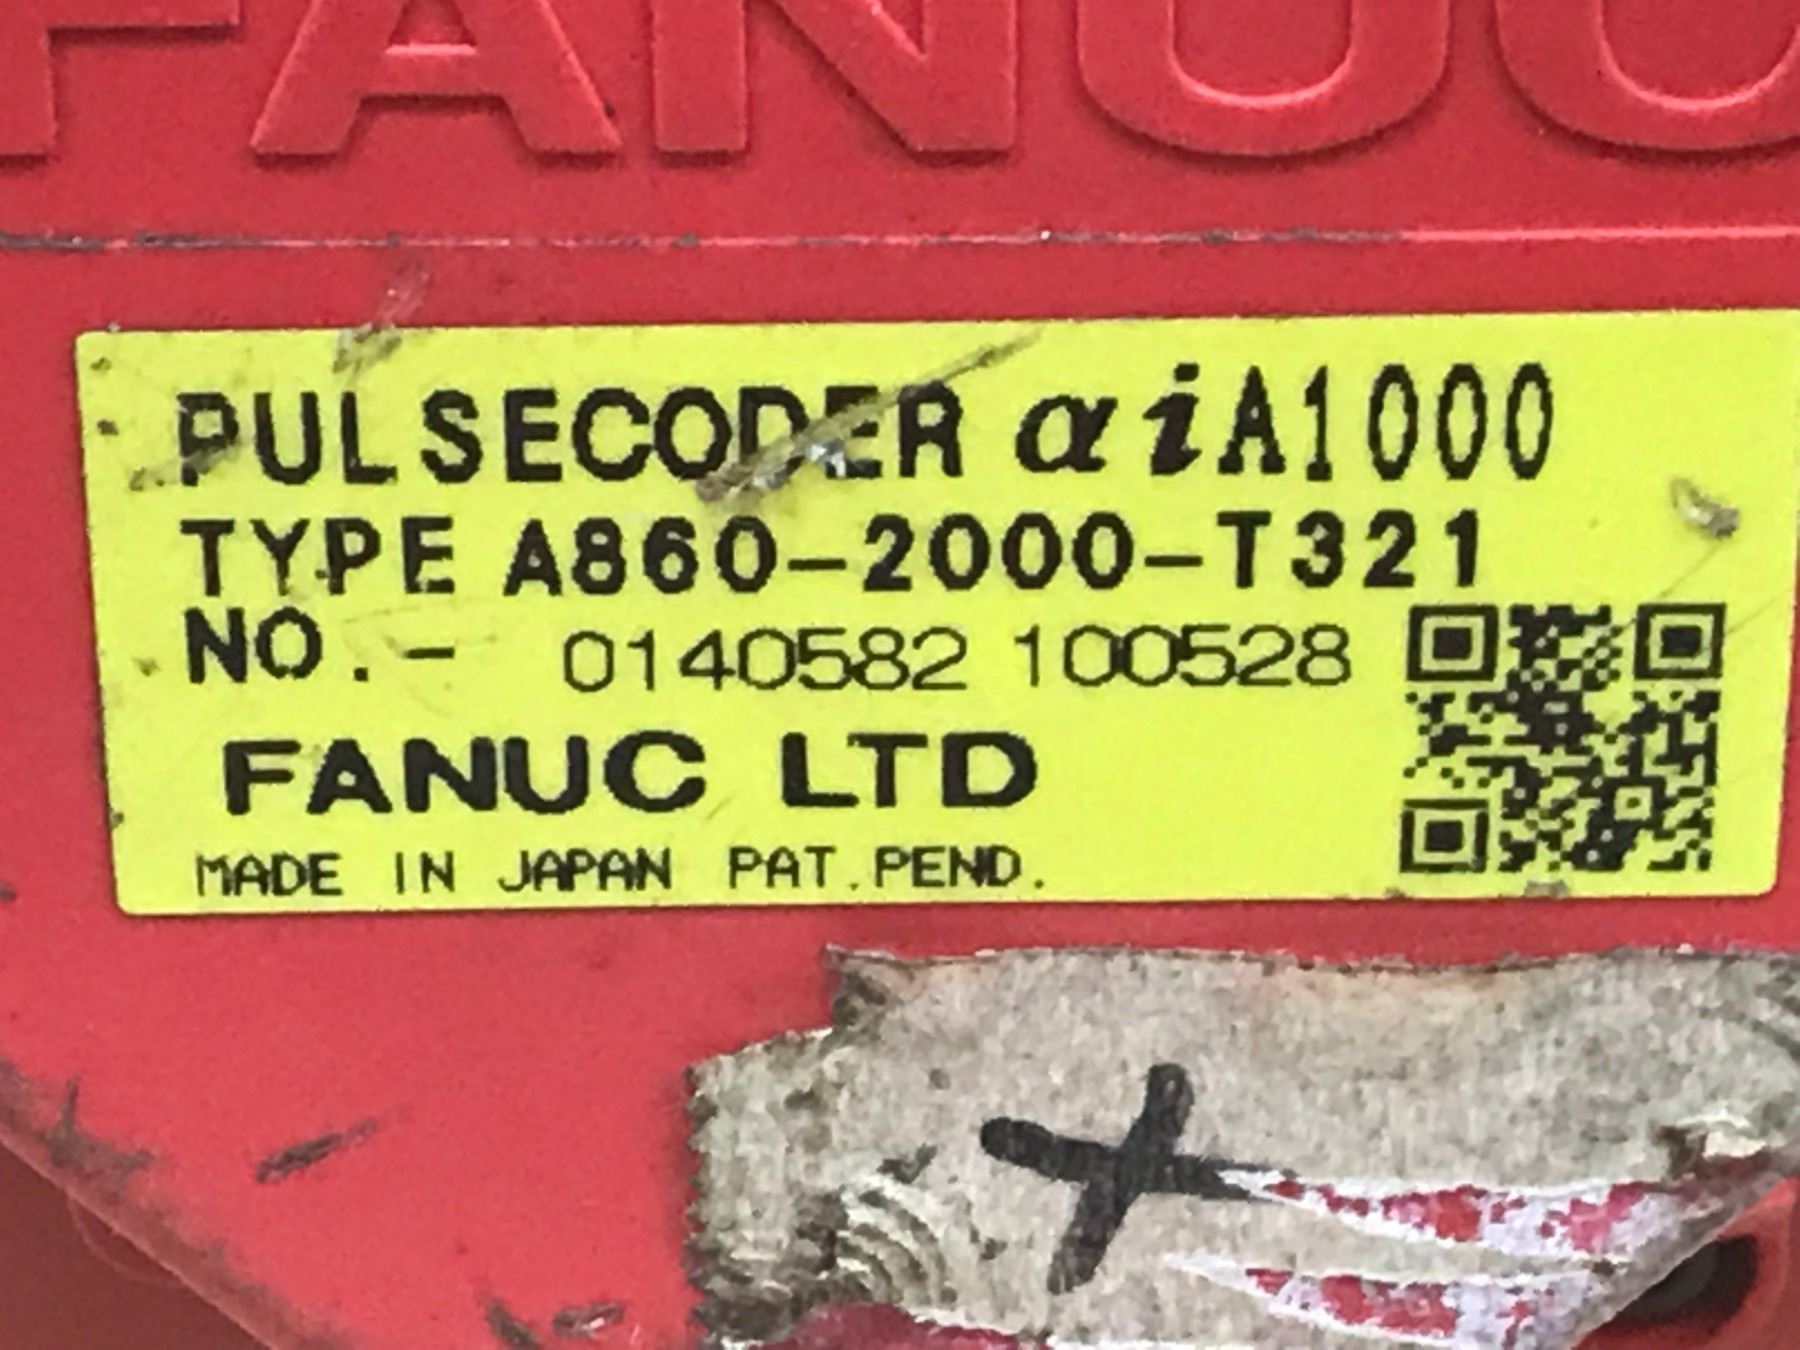 FANUC
PULSECODER αiA1000
TYPE A860-2000-T321
NO.- 0140582 100528
FANUC LTD
MADE IN JAPAN PAT.PEND.